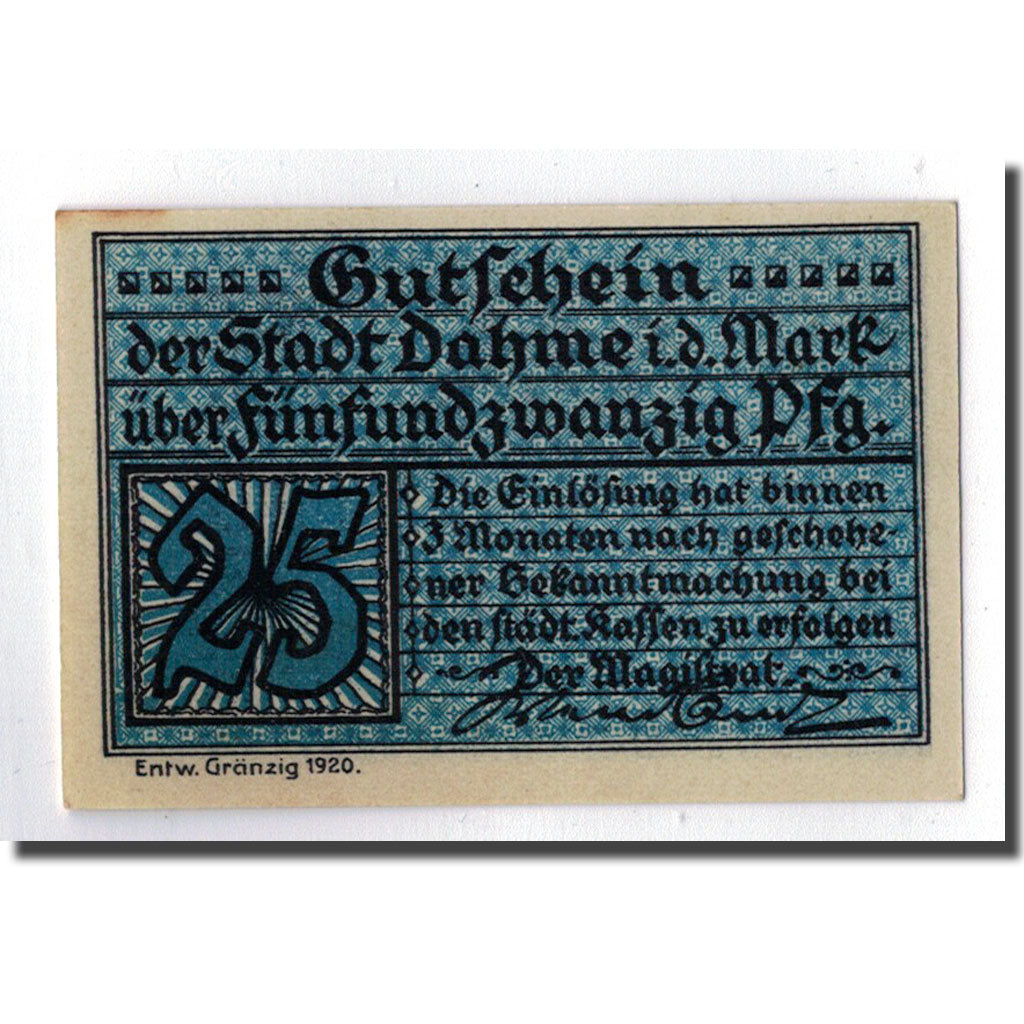 Gutschein
der Stadt Dahme i.d. Mark
über Fünfundzwanzig Pfg.
25
Die Einlösung hat binnen
3 Monaten nach geschehe-
ner Bekanntmachung bei
den städt. Kassen zu erfolgen
Der Magistrat.
Entw. Gränzig 1920.